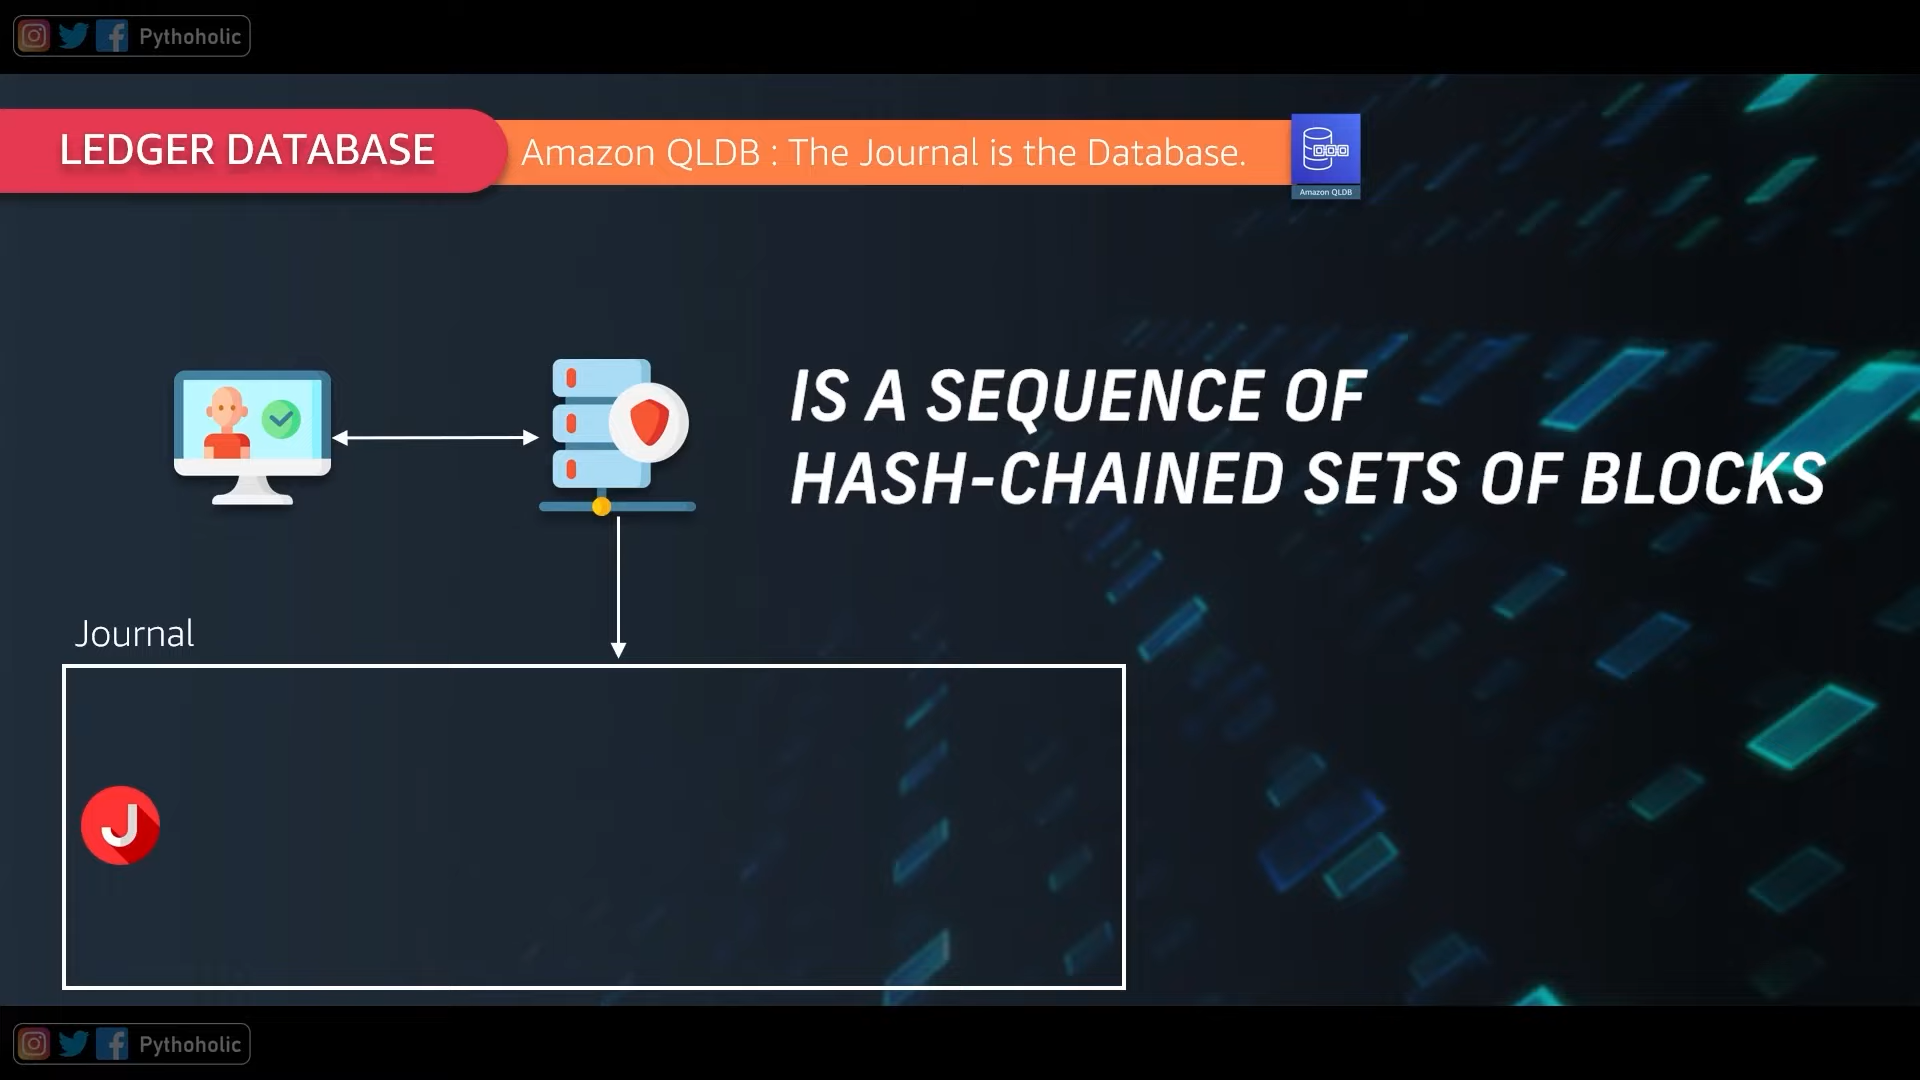 Pythoholic
LEDGER DATABASE
Amazon QLDB : The Journal is the Database.
Amazon QLDB
IS A SEQUENCE OF
HASH-CHAINED SETS OF BLOCKS
Journal
J
Pythoholic